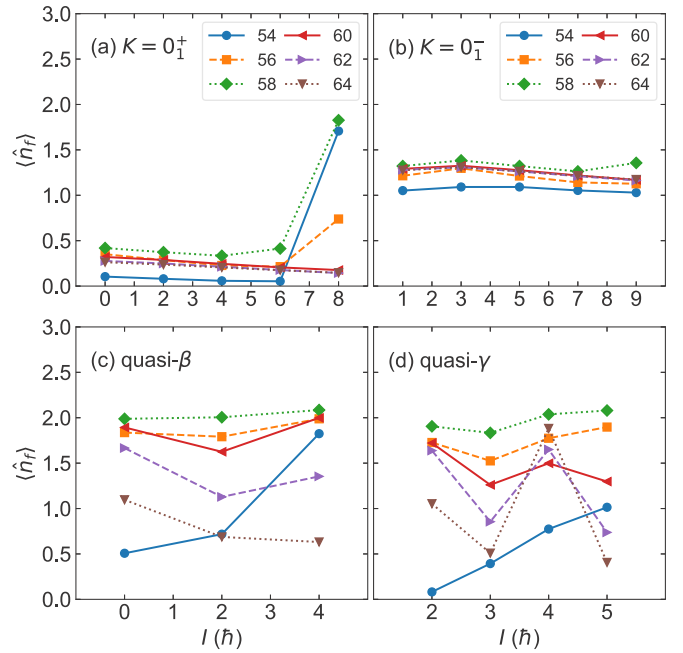 (a) K = 0₁⁺
54 60
56 62
58 64
(b) K = 0₁⁻
54 60
56 62
58 64
3.0
2.5
2.0
1.5
1.0
0.5
0.0
⟨n̂_f⟩
0 1 2 3 4 5 6 7 8
1 2 3 4 5 6 7 8 9
(c) quasi-β
(d) quasi-γ
3.0
2.5
2.0
1.5
1.0
0.5
0.0
⟨n̂_f⟩
0 1 2 3 4
2 3 4 5
I (ħ)
I (ħ)